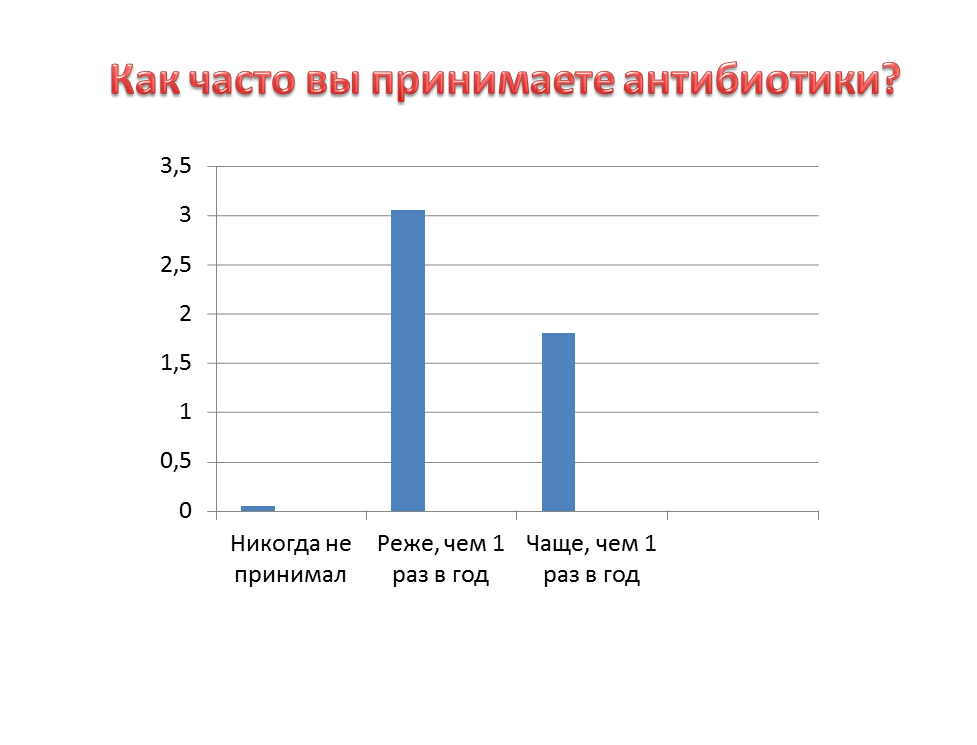 Как часто вы принимаете антибиотики?
3,5
3
2,5
2
1,5
1
0,5
0
Никогда не
принимал
Реже, чем 1
раз в год
Чаще, чем 1
раз в год